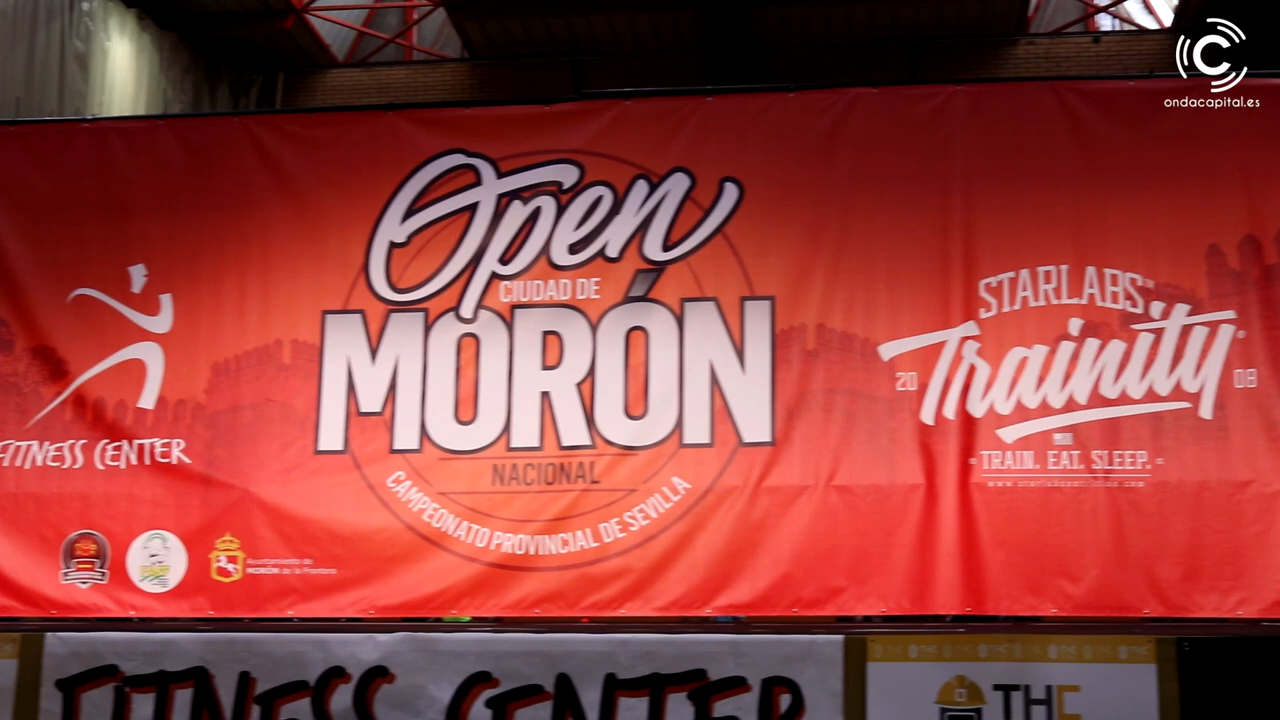 ondacapital.es
Open
CIUDAD DE
MORÓN
NACIONAL
CAMPEONATO PROVINCIAL DE SEVILLA
FITNESS CENTER
STARLABS™
Trainity
20 08
TRAIN. EAT. SLEEP.
Ayuntamiento de
MORÓN de la Frontera
FITNESS CENTER
THE